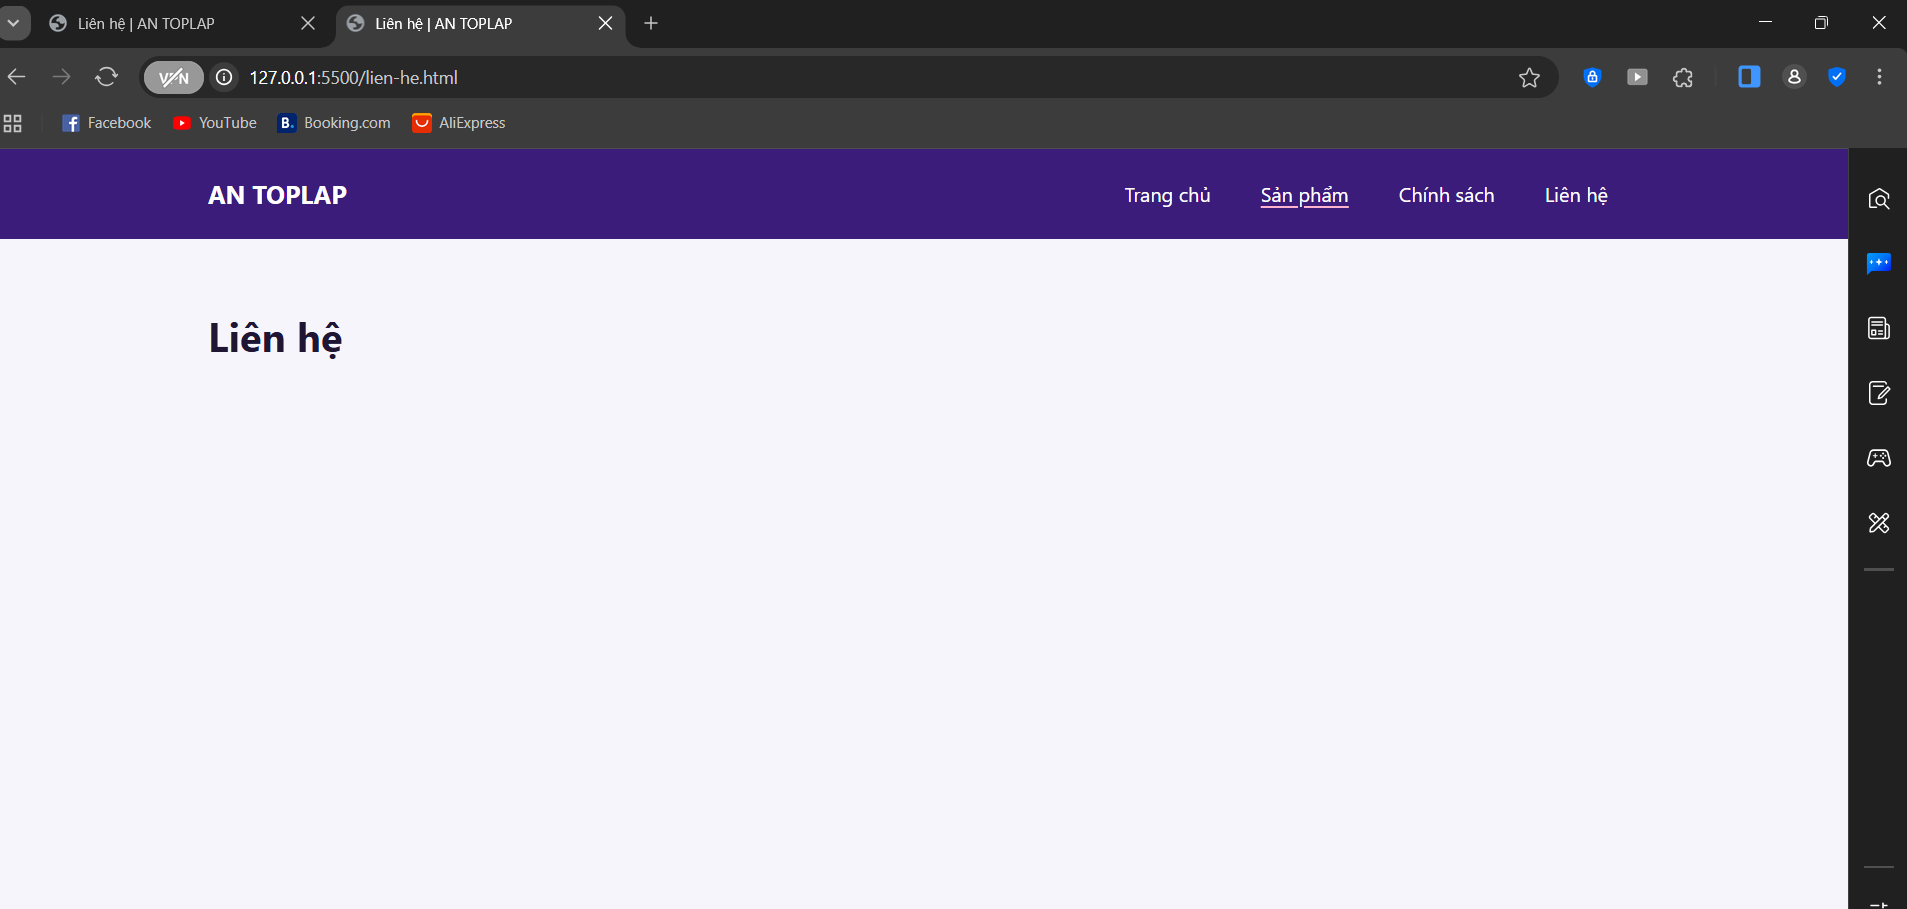 Liên hệ | AN TOPLAP
Liên hệ | AN TOPLAP
VPN
127.0.0.1:5500/lien-he.html
Facebook
YouTube
B. Booking.com
AliExpress
AN TOPLAP
Trang chủ
Sản phẩm
Chính sách
Liên hệ
Liên hệ